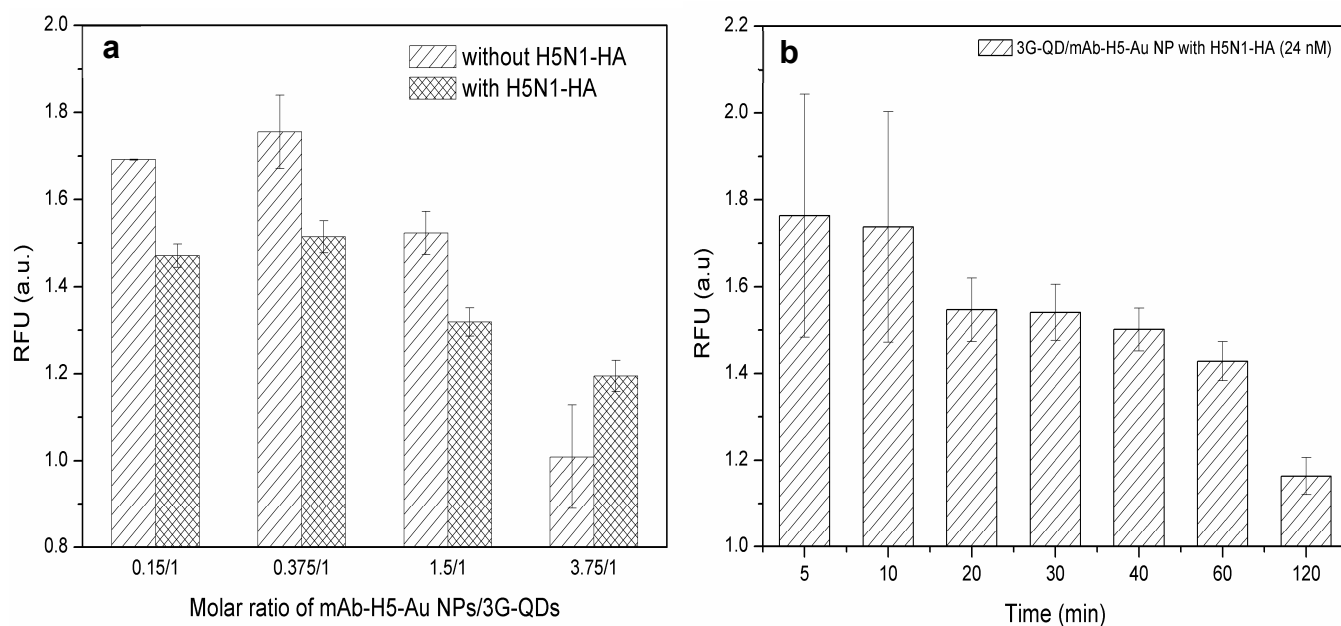 a
without H5N1-HA
with H5N1-HA
2.0
1.8
1.6
1.4
1.2
1.0
0.8
RFU (a.u.)
0.15/1 0.375/1 1.5/1 3.75/1
Molar ratio of mAb-H5-Au NPs/3G-QDs
b
3G-QD/mAb-H5-Au NP with H5N1-HA (24 nM)
2.2
2.0
1.8
1.6
1.4
1.2
1.0
RFU (a.u)
5 10 20 30 40 60 120
Time (min)